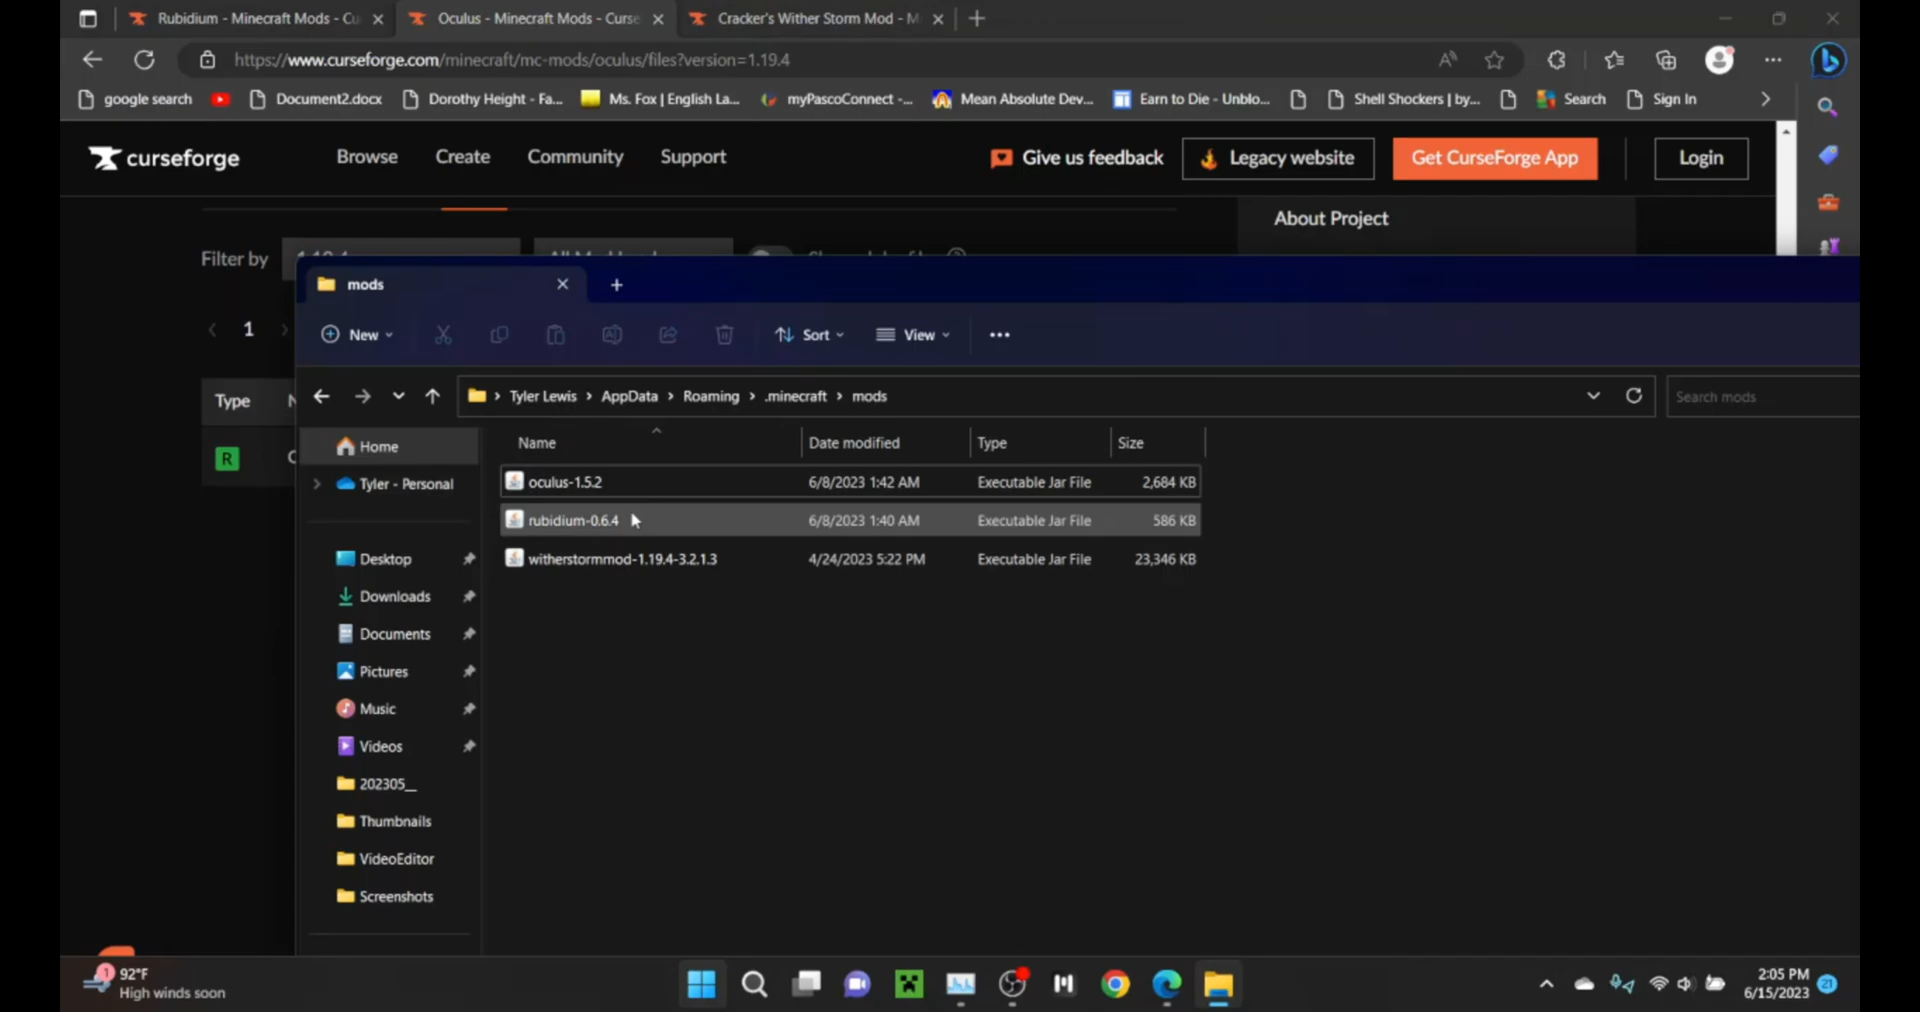 Rubidium - Minecraft Mods - Cu
Oculus - Minecraft Mods - Curse
Cracker's Wither Storm Mod - M
https://www.curseforge.com/minecraft/mc-mods/oculus/files?version=1.19.4
google search
Document2.docx
Dorothy Height - Fa...
Ms. Fox | English La...
myPascoConnect -...
Mean Absolute Dev...
Earn to Die - Unblo...
Shell Shockers | by...
Search
Sign In
curseforge
Browse
Create
Community
Support
Give us feedback
Legacy website
Get CurseForge App
Login
About Project
Filter by
1
Type
R
mods
New
Sort
View
Tyler Lewis > AppData > Roaming > .minecraft > mods
Search mods
Name
Date modified
Type
Size
oculus-1.5.2
6/8/2023 1:42 AM
Executable Jar File
2,684 KB
rubidium-0.6.4
6/8/2023 1:40 AM
Executable Jar File
586 KB
witherstormmod-1.19.4-3.2.1.3
4/24/2023 5:22 PM
Executable Jar File
23,346 KB
Home
Tyler - Personal
Desktop
Downloads
Documents
Pictures
Music
Videos
202305__
Thumbnails
VideoEditor
Screenshots
1
92°F
High winds soon
2:05 PM
6/15/2023
21